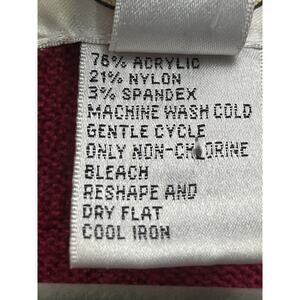 76% ACRYLIC
21% NYLON
3% SPANDEX
MACHINE WASH COLD
GENTLE CYCLE
ONLY NON-CHLORINE
BLEACH
RESHAPE AND
DRY FLAT
COOL IRON